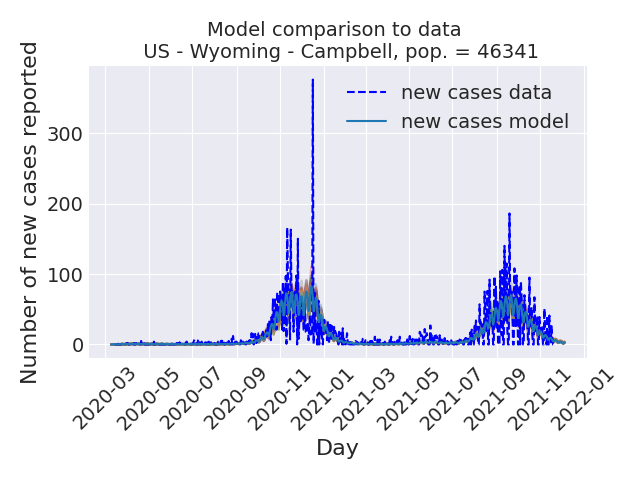 Model comparison to data
US - Wyoming - Campbell, pop. = 46341
new cases data
new cases model
Number of new cases reported
300
200
100
0
2020-03
2020-05
2020-07
2020-09
2020-11
2021-01
2021-03
2021-05
2021-07
2021-09
2021-11
2022-01
Day